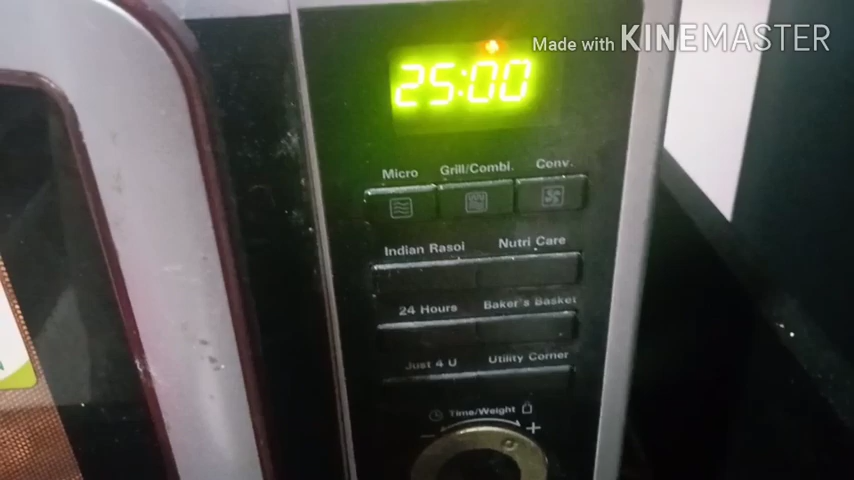 Made with KINEMASTER
25:00
Micro Grill/Combi. Conv.
Indian Rasoi Nutri Care
24 Hours Baker's Basket
Just 4 U Utility Corner
Time/Weight
- +